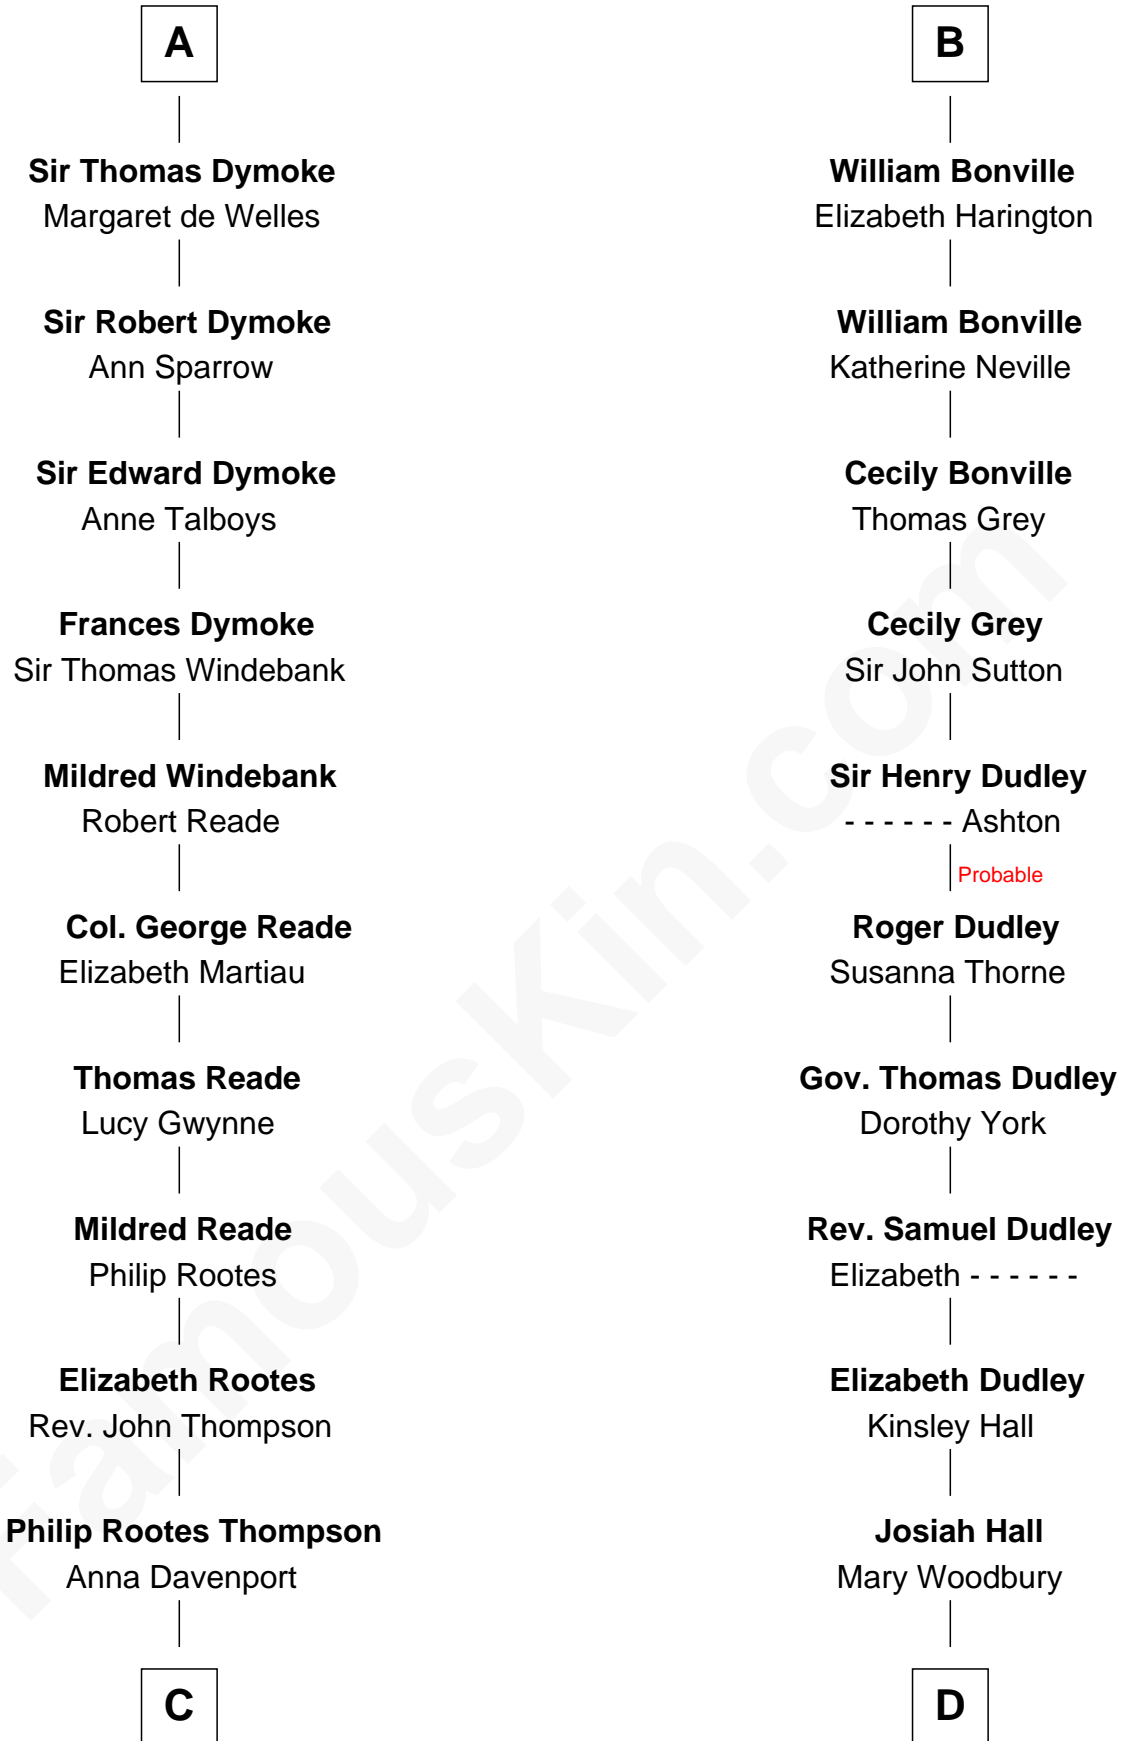 A
Sir Thomas Dymoke
Margaret de Welles
Sir Robert Dymoke
Ann Sparrow
Sir Edward Dymoke
Anne Talboys
Frances Dymoke
Sir Thomas Windebank
Mildred Windebank
Robert Reade
Col. George Reade
Elizabeth Martiau
Thomas Reade
Lucy Gwynne
Mildred Reade
Philip Rootes
Elizabeth Rootes
Rev. John Thompson
Philip Rootes Thompson
Anna Davenport
C
B
William Bonville
Elizabeth Harington
William Bonville
Katherine Neville
Cecily Bonville
Thomas Grey
Cecily Grey
Sir John Sutton
Sir Henry Dudley
- - - - - - Ashton
Probable
Roger Dudley
Susanna Thorne
Gov. Thomas Dudley
Dorothy York
Rev. Samuel Dudley
Elizabeth - - - - - -
Elizabeth Dudley
Kinsley Hall
Josiah Hall
Mary Woodbury
D
FamousKin.com